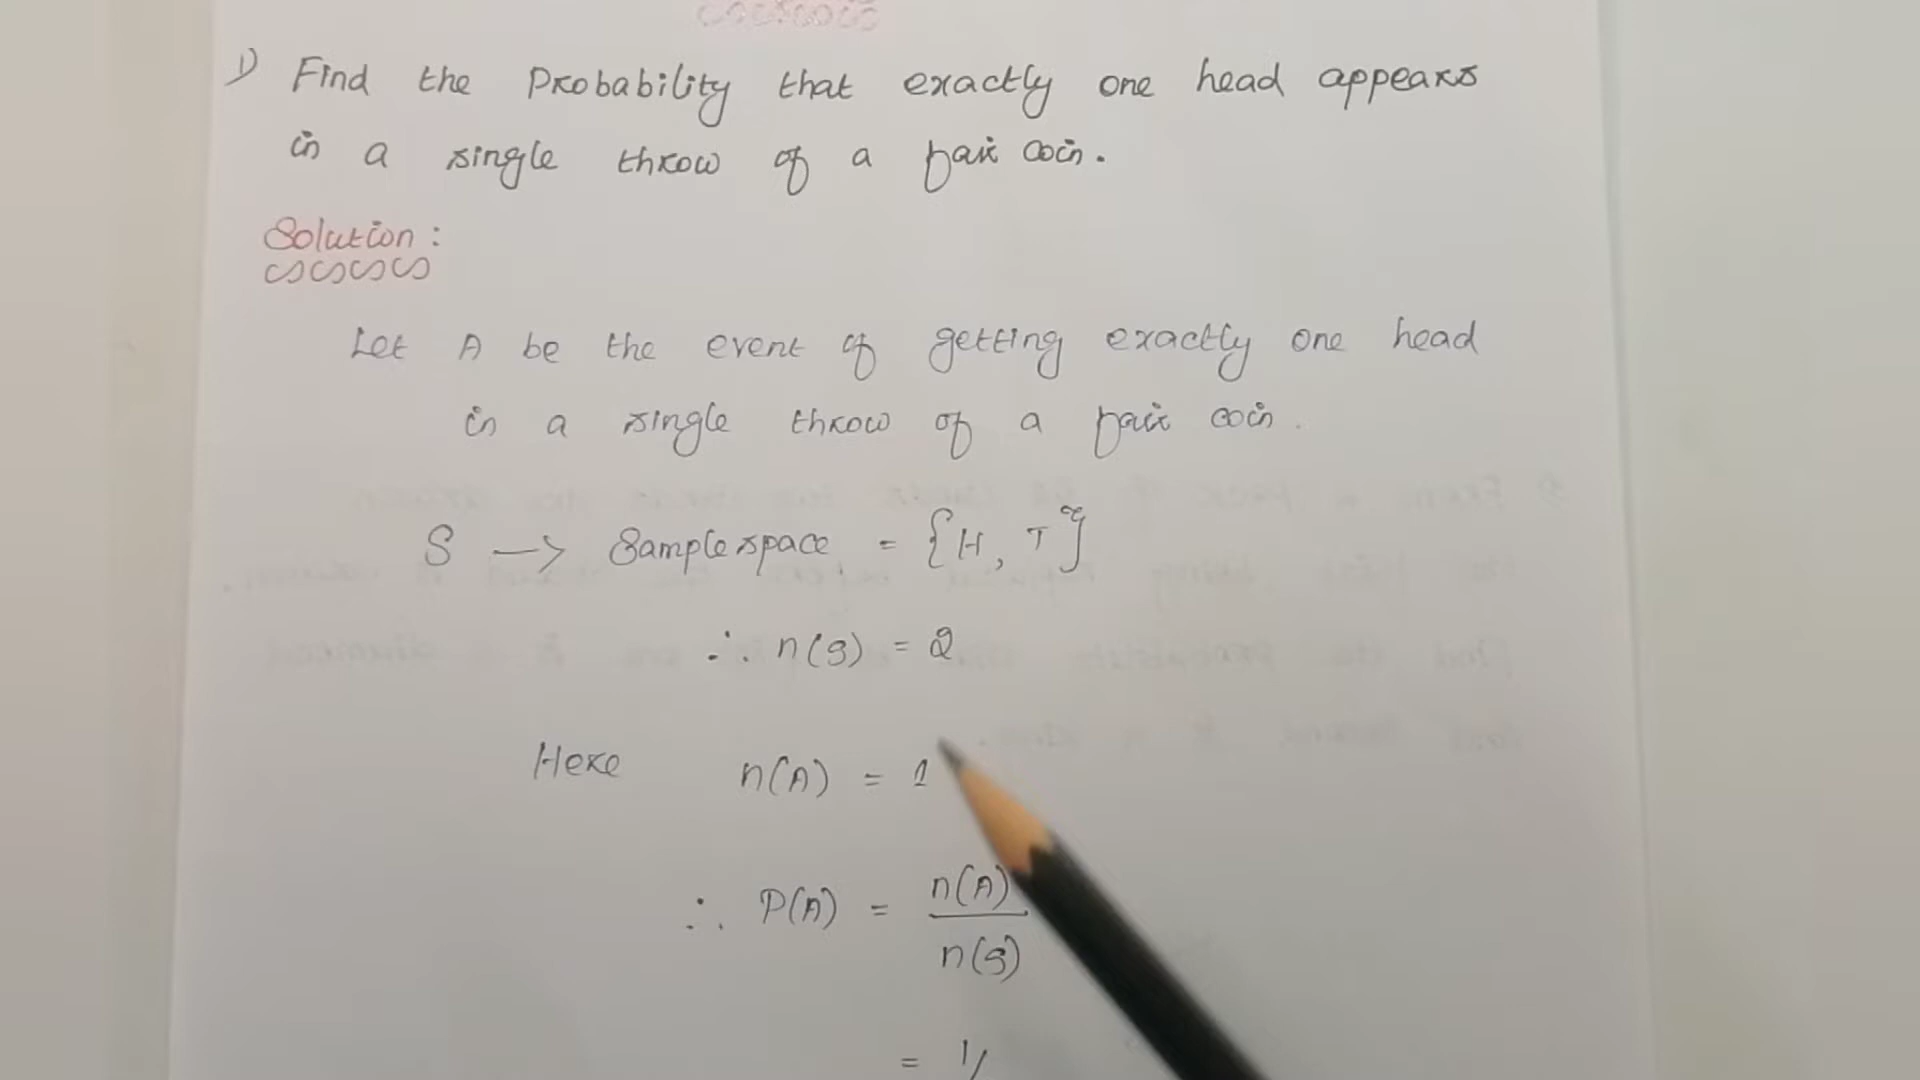 1) Find the Probability that exactly one head appears
in a single throw of a fair coin.
Solution:
Let A be the event of getting exactly one head
in a single throw of a fair coin.
S → Sample space = {H, T}
∴ n(S) = 2
Here n(A) = 1
∴ P(A) = n(A)
n(S)
= 1/